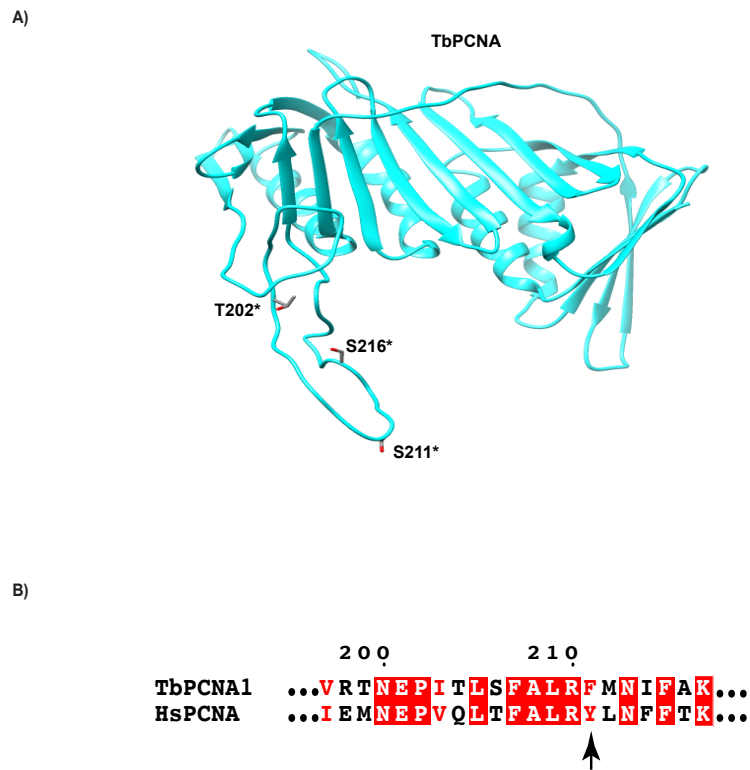 A)
TbPCNA
T202*
S216*
S211*
B)
200 210
TbPCNA1 ...VRTNEPITLSFALRFMNIFAK...
HsPCNA ...IEMNEPVQLTFALRYLNFFTK...